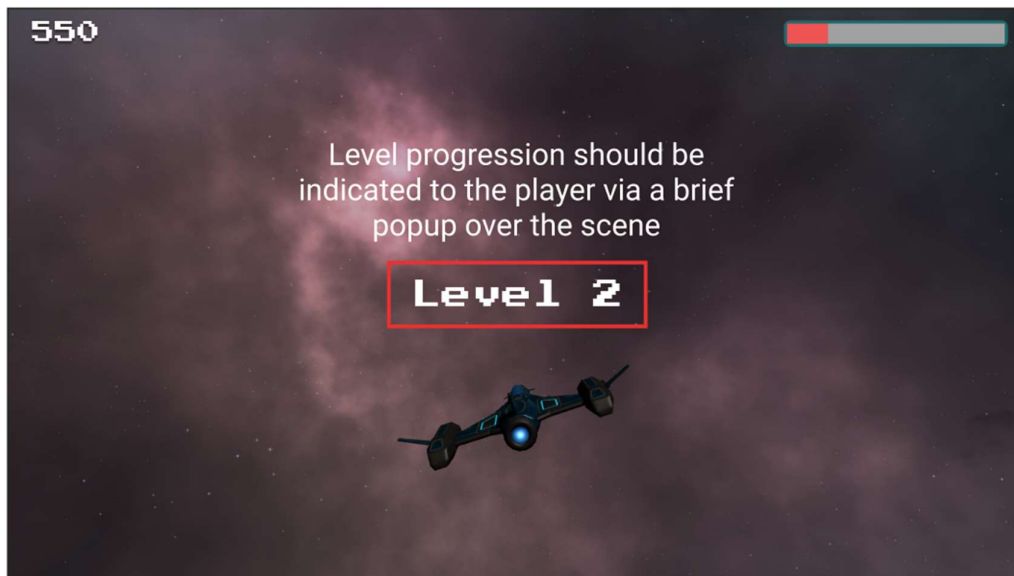 550
Level progression should be
indicated to the player via a brief
popup over the scene
Level 2